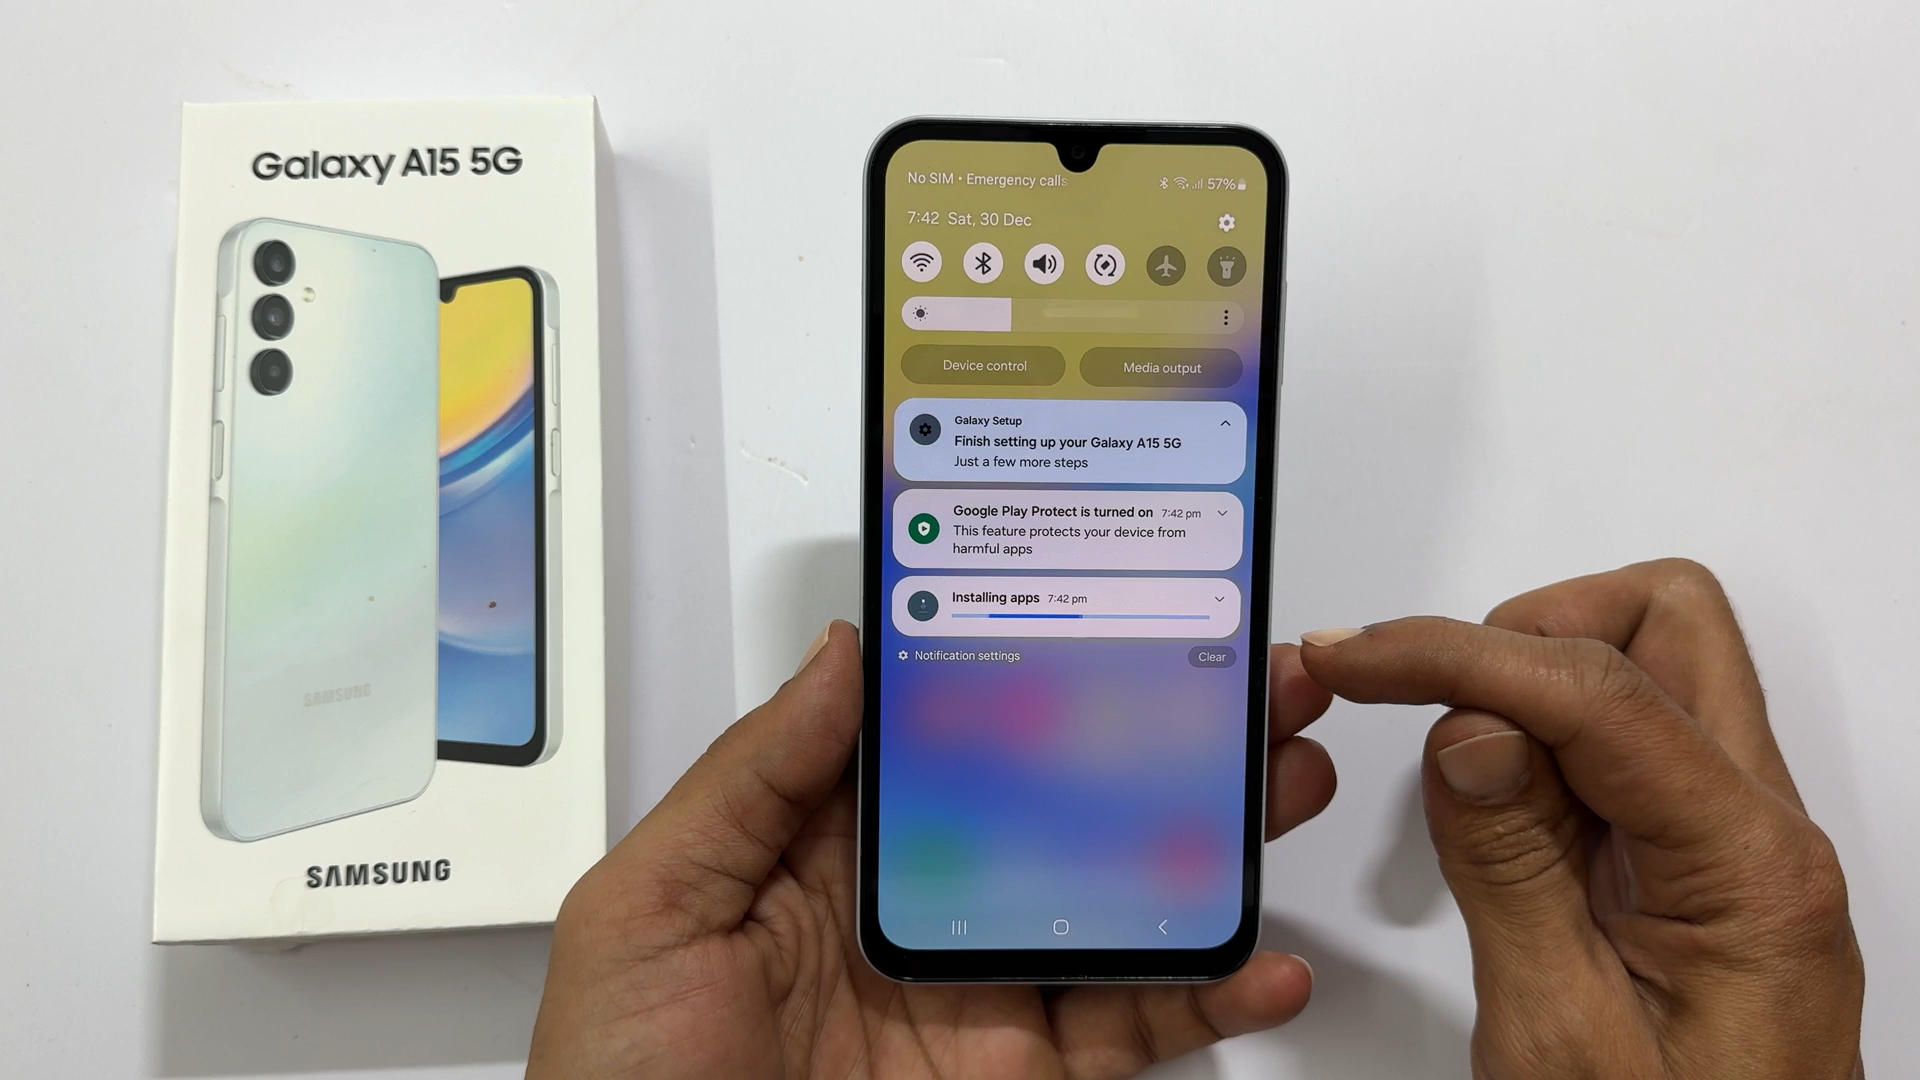 Galaxy A15 5G
SAMSUNG
SAMSUNG
No SIM • Emergency calls
57%
7:42 Sat, 30 Dec
Device control
Media output
Galaxy Setup
Finish setting up your Galaxy A15 5G
Just a few more steps
Google Play Protect is turned on 7:42 pm
This feature protects your device from
harmful apps
Installing apps 7:42 pm
Notification settings
Clear